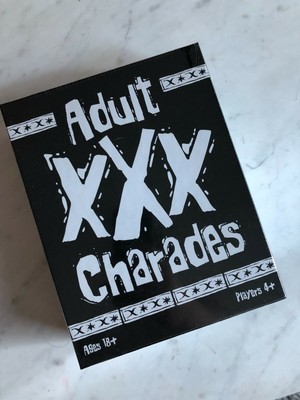 Adult
XXX
Charades
Ages 18+
Players 4+